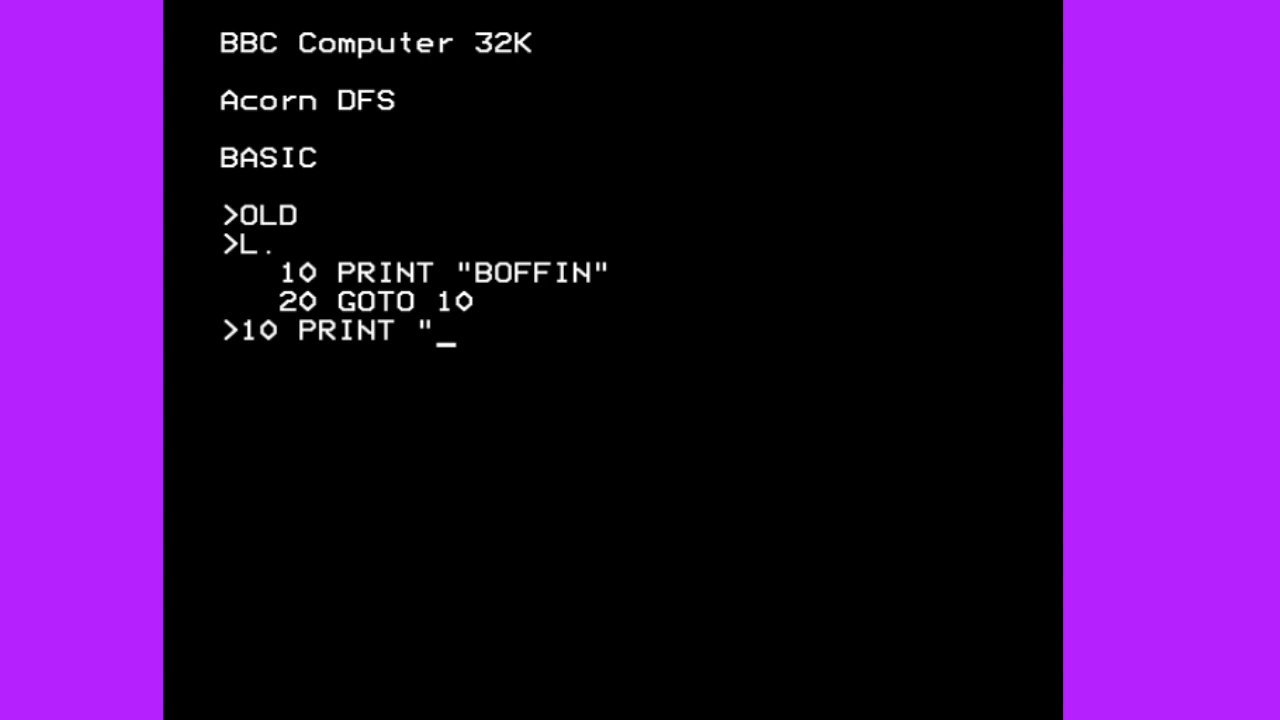 BBC Computer 32K
Acorn DFS
BASIC
>OLD
>L.
10 PRINT "BOFFIN"
20 GOTO 10
>10 PRINT "_